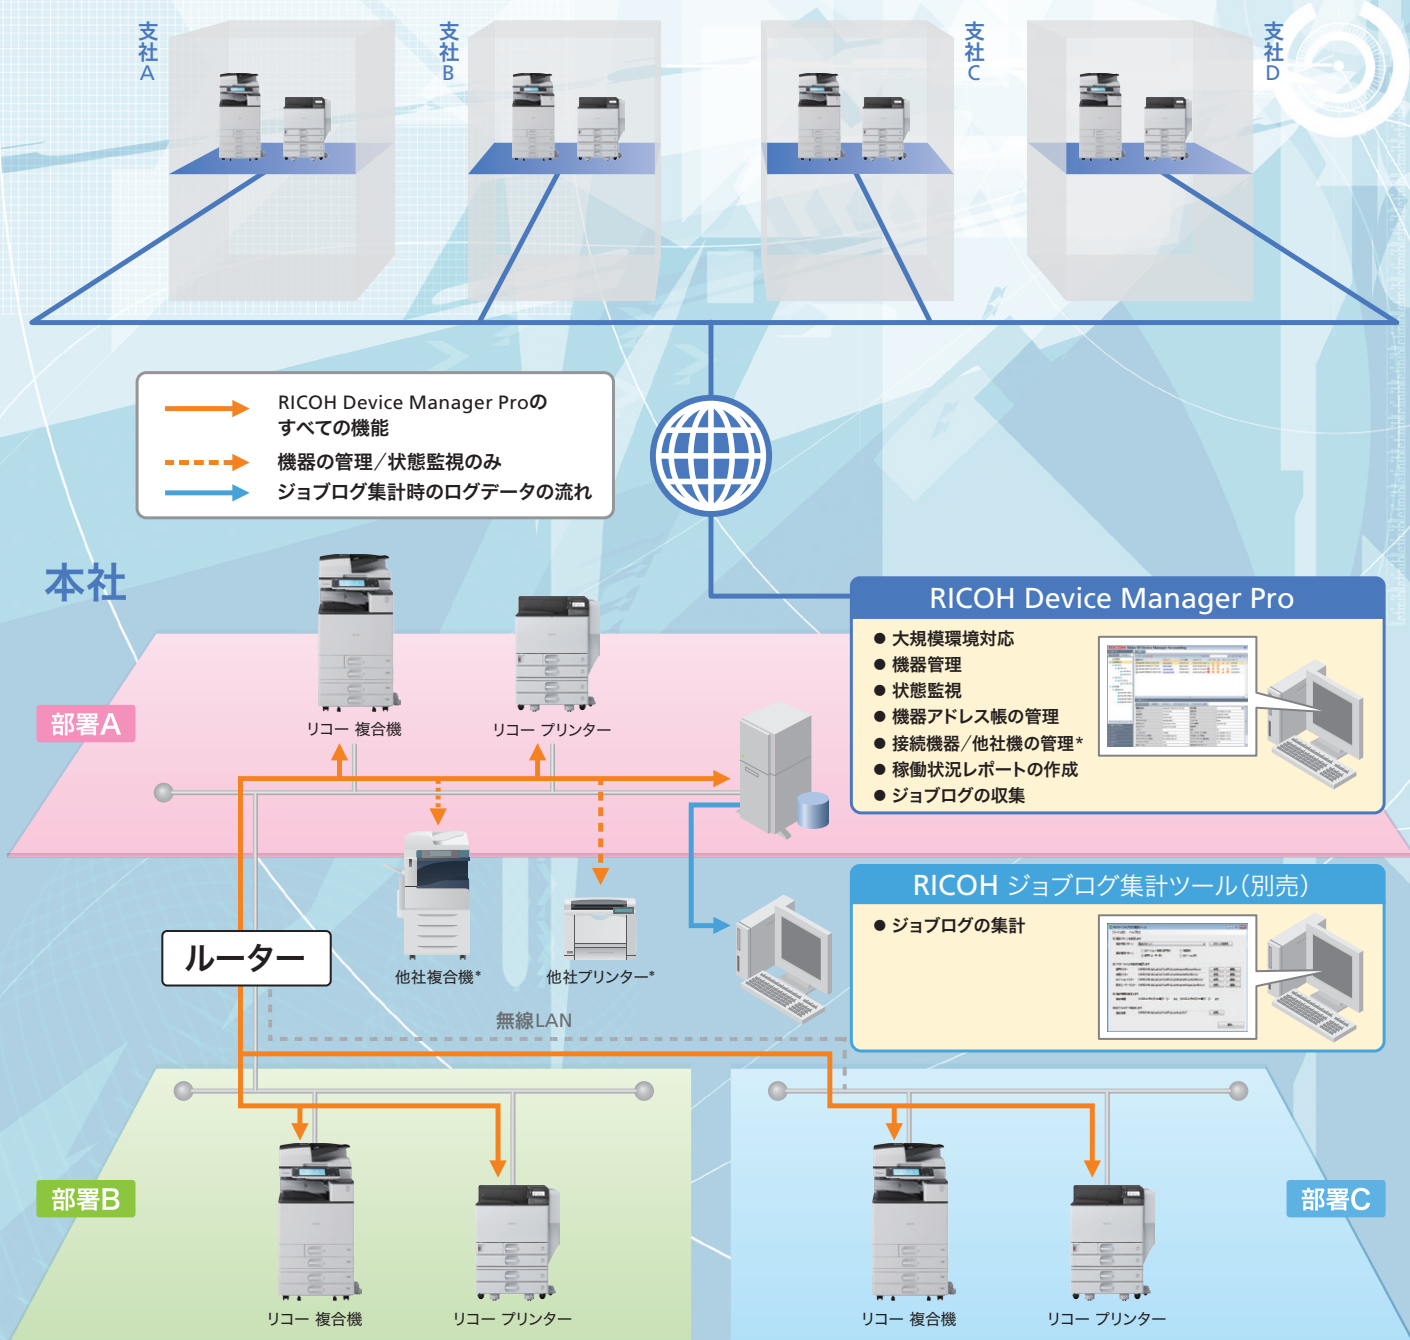 支社A
支社B
支社C
支社D
RICOH Device Manager Proの
すべての機能
機器の管理/状態監視のみ
ジョブログ集計時のログデータの流れ
本社
RICOH Device Manager Pro
● 大規模環境対応
● 機器管理
● 状態監視
● 機器アドレス帳の管理
● 接続機器/他社機の管理*
● 稼働状況レポートの作成
● ジョブログの収集
部署A
リコー 複合機
リコー プリンター
RICOH ジョブログ集計ツール(別売)
● ジョブログの集計
ルーター
他社複合機*
他社プリンター*
無線LAN
部署B
部署C
リコー 複合機
リコー プリンター
リコー 複合機
リコー プリンター